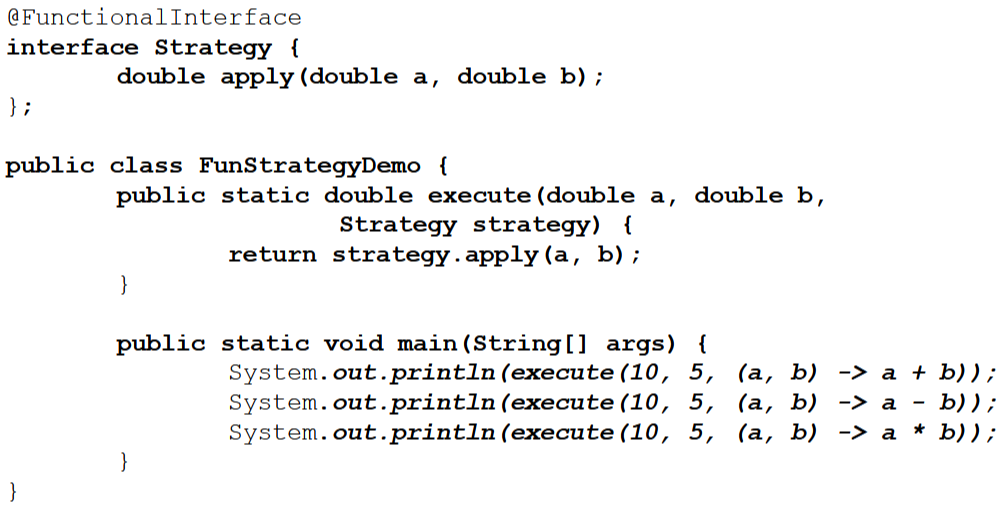 @FunctionalInterface
interface Strategy {
        double apply(double a, double b);
};

public class FunStrategyDemo {
        public static double execute(double a, double b,
                        Strategy strategy) {
                return strategy.apply(a, b);
        }

        public static void main(String[] args) {
                System.out.println(execute(10, 5, (a, b) -> a + b));
                System.out.println(execute(10, 5, (a, b) -> a - b));
                System.out.println(execute(10, 5, (a, b) -> a * b));
        }
}